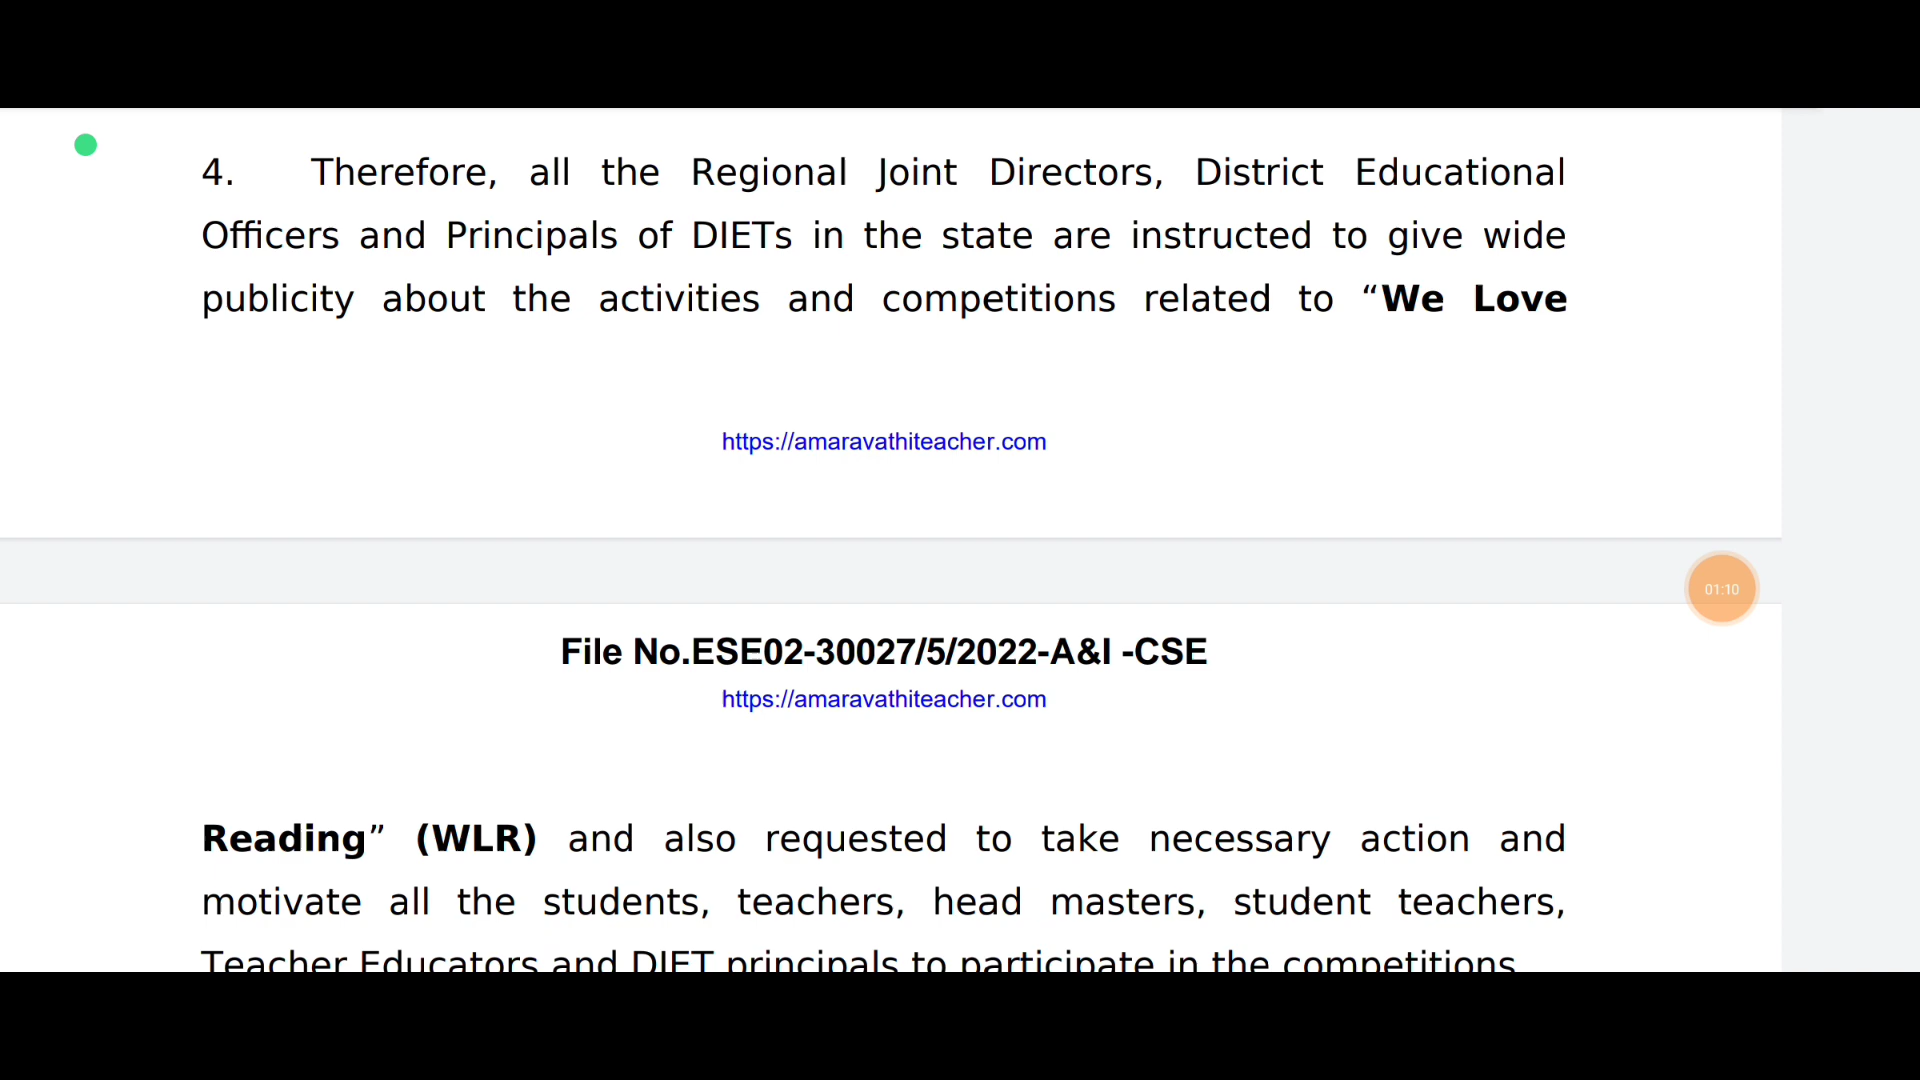 4. Therefore, all the Regional Joint Directors, District Educational
Officers and Principals of DIETs in the state are instructed to give wide
publicity about the activities and competitions related to “We Love
https://amaravathiteacher.com
01:10
File No.ESE02-30027/5/2022-A&I -CSE
https://amaravathiteacher.com
Reading” (WLR) and also requested to take necessary action and
motivate all the students, teachers, head masters, student teachers,
Teacher Educators and DIET principals to participate in the competitions